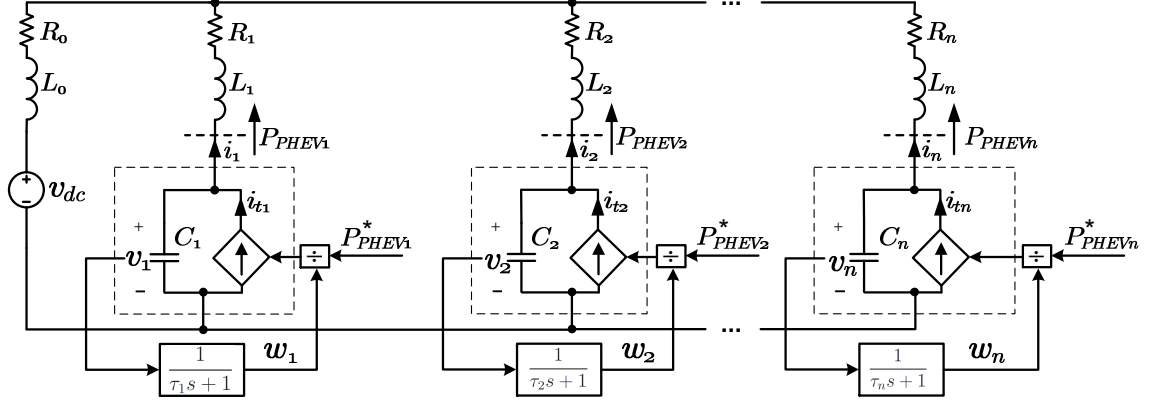 ... ...
R₀ R₁ R₂ Rₙ
L₀ L₁ L₂ Lₙ
P_PHEV1 P_PHEV2 P_PHEVn
i₁ i₂ iₙ
+ − v_dc
i_t1 i_t2 i_tn
+ C₁ P*_PHEV1 + C₂ P*_PHEV2 + Cₙ P*_PHEVn
v₁ ÷ v₂ ÷ vₙ ÷
− − −
... ...
w₁ w₂ wₙ
1/(τ₁s + 1) 1/(τ₂s + 1) 1/(τₙs + 1)